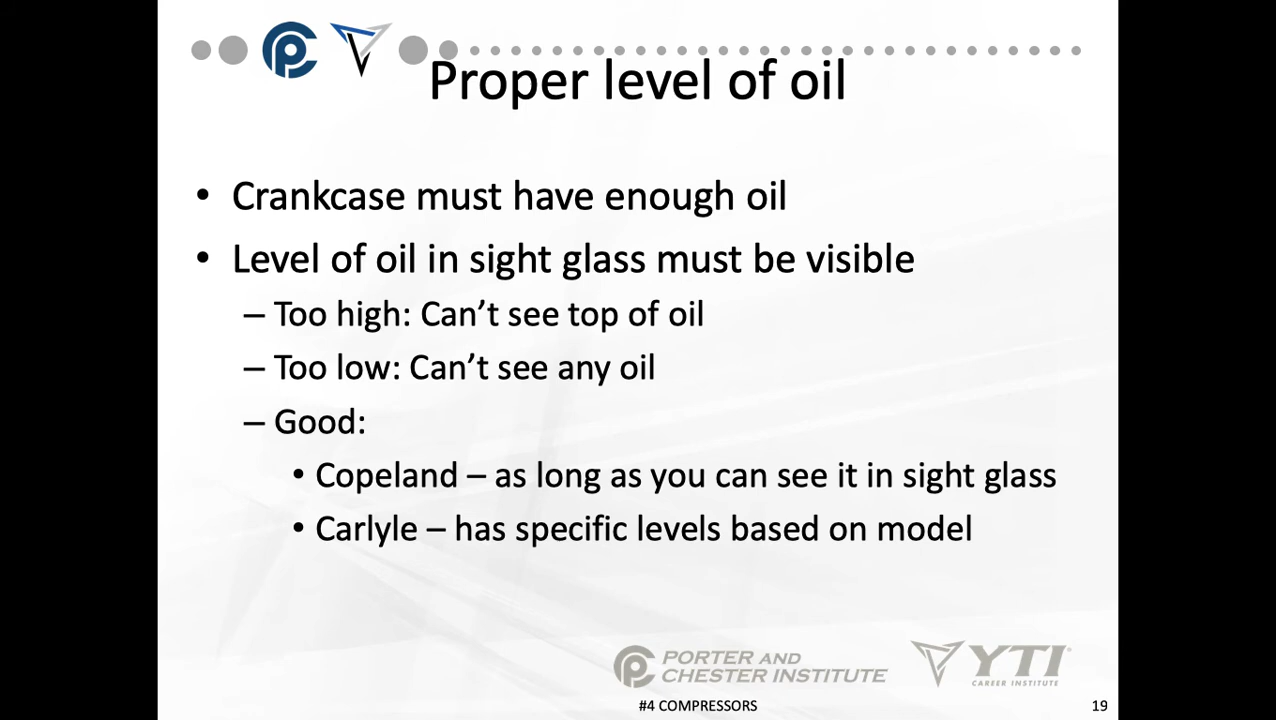 Proper level of oil
• Crankcase must have enough oil
• Level of oil in sight glass must be visible
– Too high: Can’t see top of oil
– Too low: Can’t see any oil
– Good:
• Copeland – as long as you can see it in sight glass
• Carlyle – has specific levels based on model
PORTER AND
CHESTER INSTITUTE
YTI
CAREER INSTITUTE
#4 COMPRESSORS
19